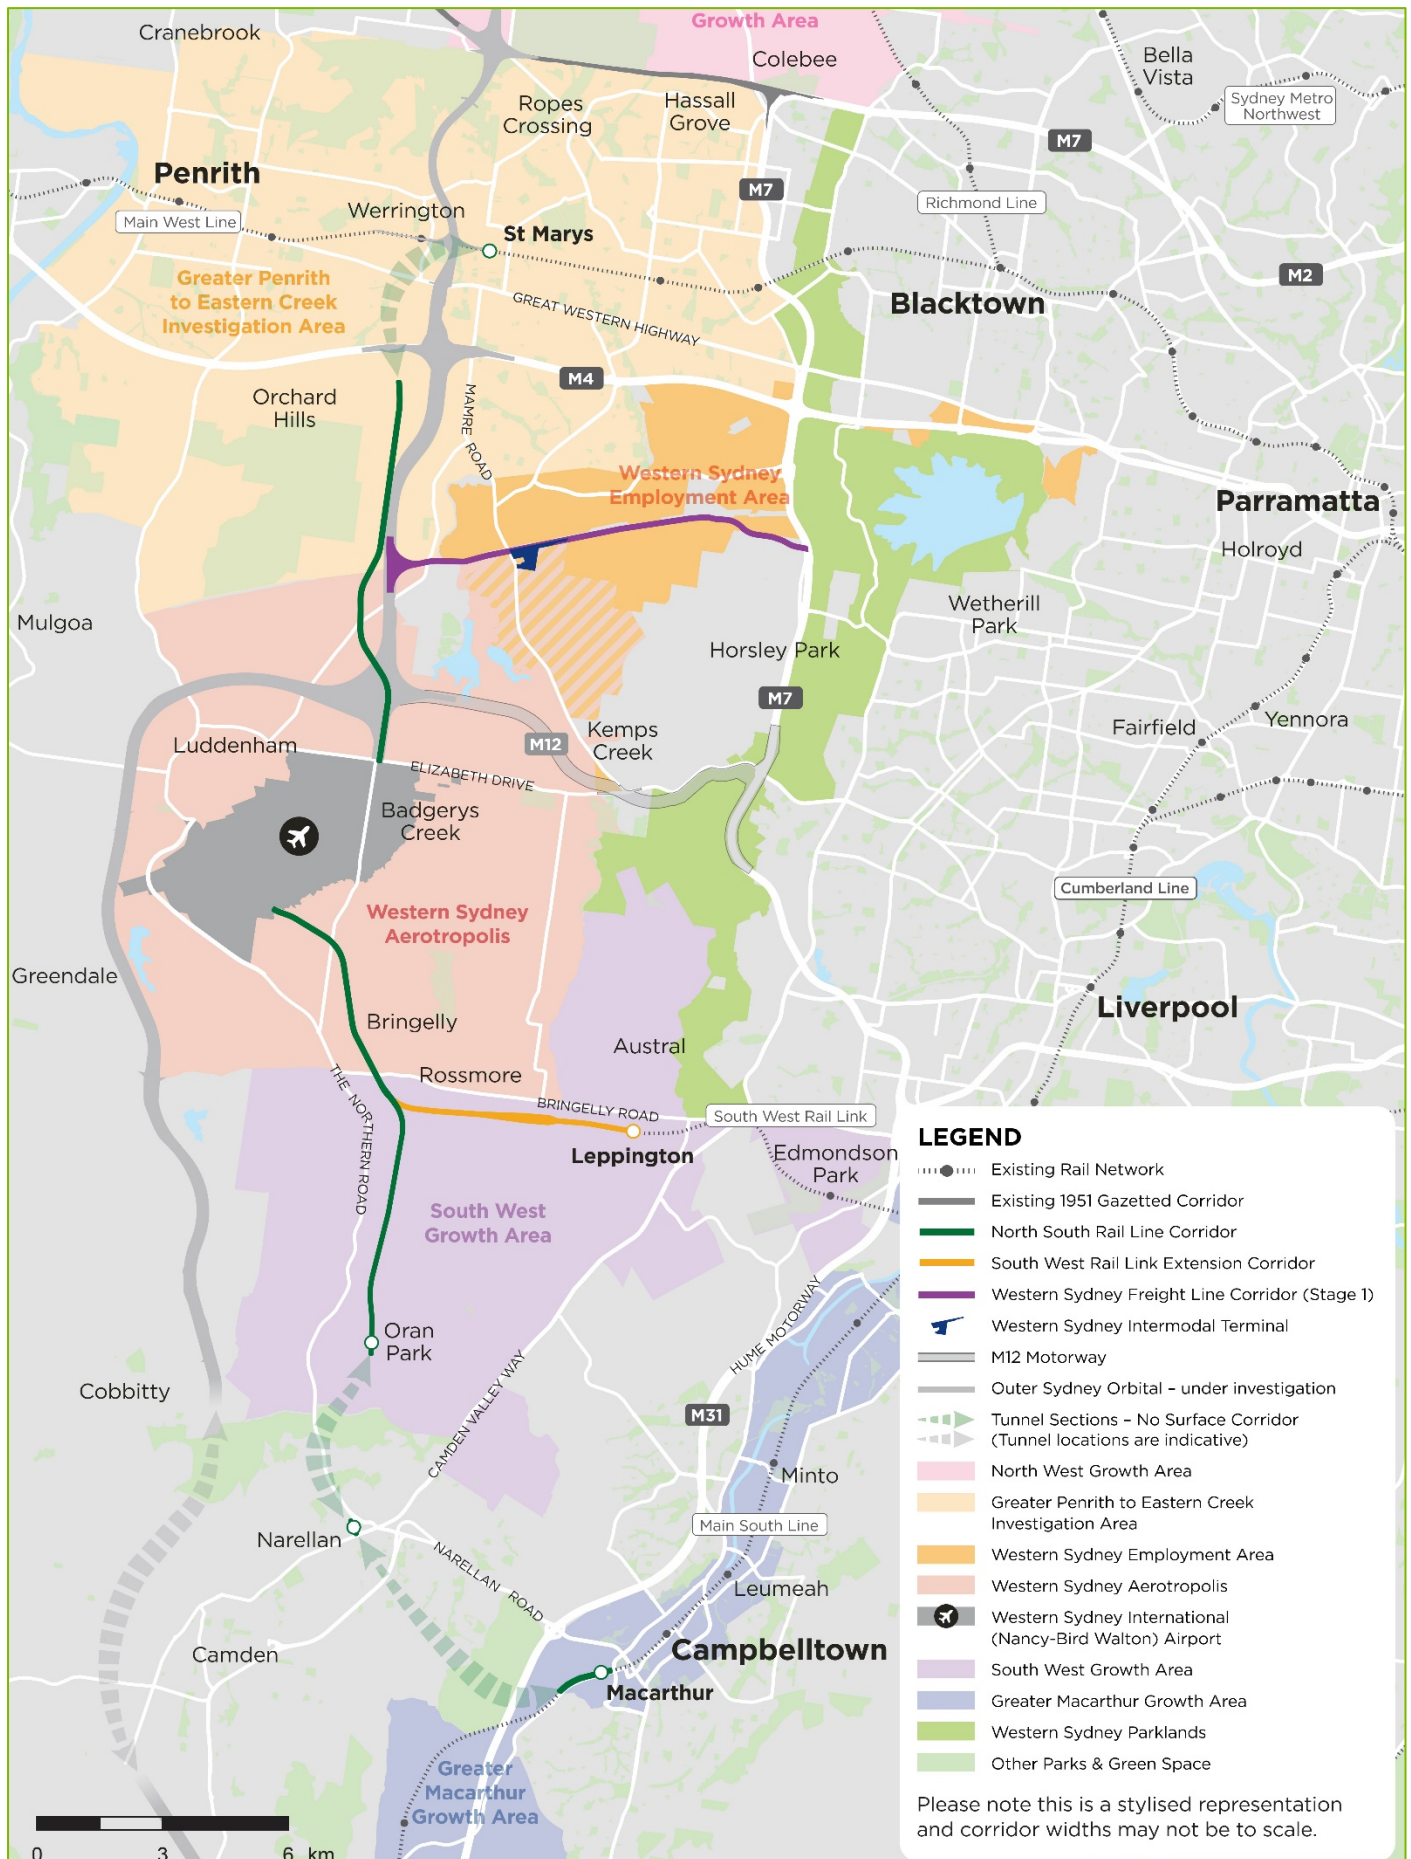 Growth Area
Cranebrook
Colebee
Bella
Vista
Sydney Metro
Northwest
Ropes
Crossing
Hassall
Grove
M7
Penrith
M7
Richmond Line
Main West Line
Werrington
St Marys
M2
Greater Penrith
to Eastern Creek
Investigation Area
GREAT WESTERN HIGHWAY
Blacktown
M4
Orchard
Hills
MAMRE ROAD
Western Sydney
Employment Area
Parramatta
Holroyd
Mulgoa
Wetherill
Park
Horsley Park
M7
Fairfield
Yennora
Luddenham
M12
Kemps
Creek
ELIZABETH DRIVE
Badgerys
Creek
Cumberland Line
Western Sydney
Aerotropolis
Greendale
Liverpool
Bringelly
Austral
THE NORTHERN ROAD
Rossmore
BRINGELLY ROAD
South West Rail Link
Leppington
Edmondson
Park
South West
Growth Area
HUME MOTORWAY
Oran
Park
Cobbitty
CAMDEN VALLEY WAY
M31
Minto
Main South Line
Narellan
NARELLAN ROAD
Leumeah
Camden
Campbelltown
Macarthur
Greater
Macarthur
Growth Area
0 3 6 km
LEGEND
Existing Rail Network
Existing 1951 Gazetted Corridor
North South Rail Line Corridor
South West Rail Link Extension Corridor
Western Sydney Freight Line Corridor (Stage 1)
Western Sydney Intermodal Terminal
M12 Motorway
Outer Sydney Orbital – under investigation
Tunnel Sections – No Surface Corridor
(Tunnel locations are indicative)
North West Growth Area
Greater Penrith to Eastern Creek
Investigation Area
Western Sydney Employment Area
Western Sydney Aerotropolis
Western Sydney International
(Nancy-Bird Walton) Airport
South West Growth Area
Greater Macarthur Growth Area
Western Sydney Parklands
Other Parks & Green Space
Please note this is a stylised representation
and corridor widths may not be to scale.